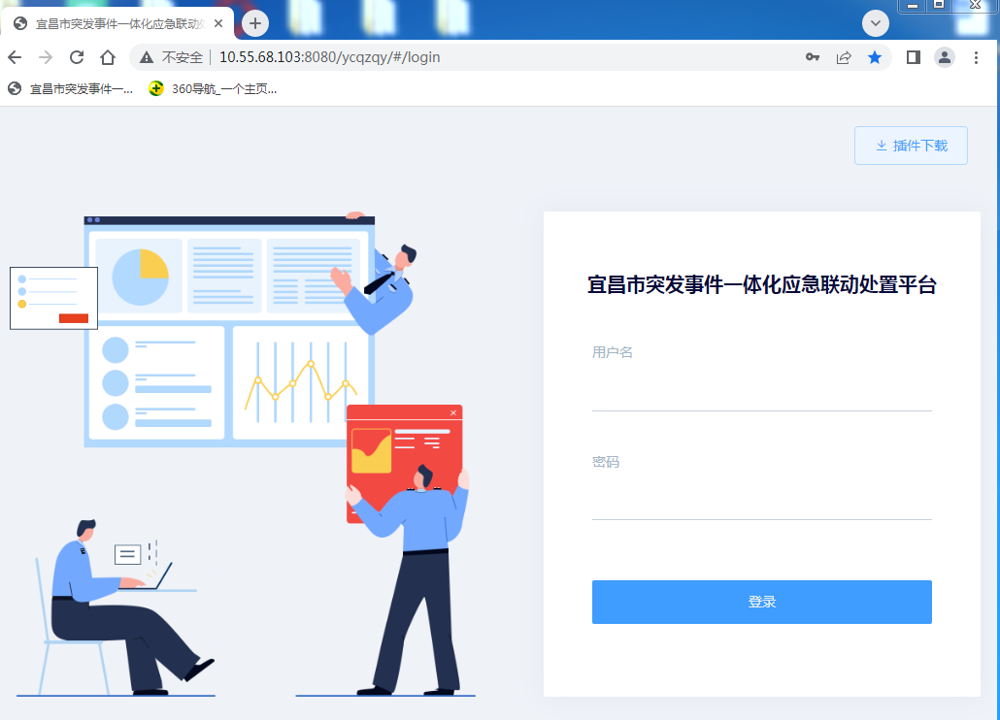 宜昌市突发事件一体化应急联动
不安全
10.55.68.103:8080/ycqzqy/#/login
宜昌市突发事件一...
360导航_一个主页...
插件下载
宜昌市突发事件一体化应急联动处置平台
用户名
密码
登录